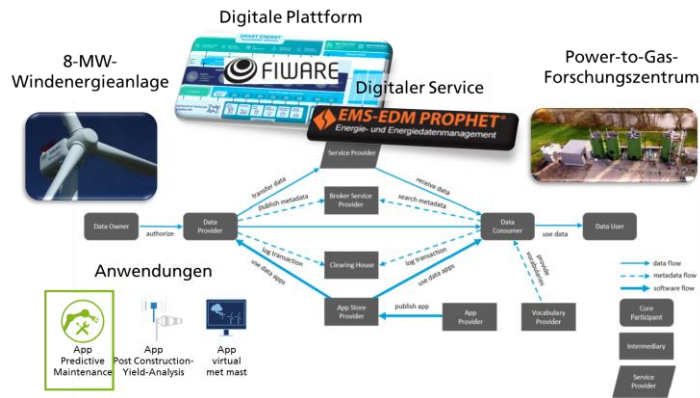 Digitale Plattform
8-MW-
Windenergieanlage
SMART ENERGY
FIWARE
Digitaler Service
EMS-EDM PROPHET®
Energie- und Energiedatenmanagement
Power-to-Gas-
Forschungszentrum
Service Provider
transfer data
publish metadata
receive data
search metadata
Broker Service
Provider
Data Owner
authorize
Data
Provider
Data
Consumer
use data
Data User
log transaction
use data apps
Clearing House
log transaction
use data apps
provide
vocabularies
App Store
Provider
publish app
App
Provider
Vocabulary
Provider
data flow
metadata flow
software flow
Core
Participant
Intermediary
Service
Provider
Anwendungen
App
Predictive
Maintenance
App
Post Construction-
Yield-Analysis
App
virtual
met mast